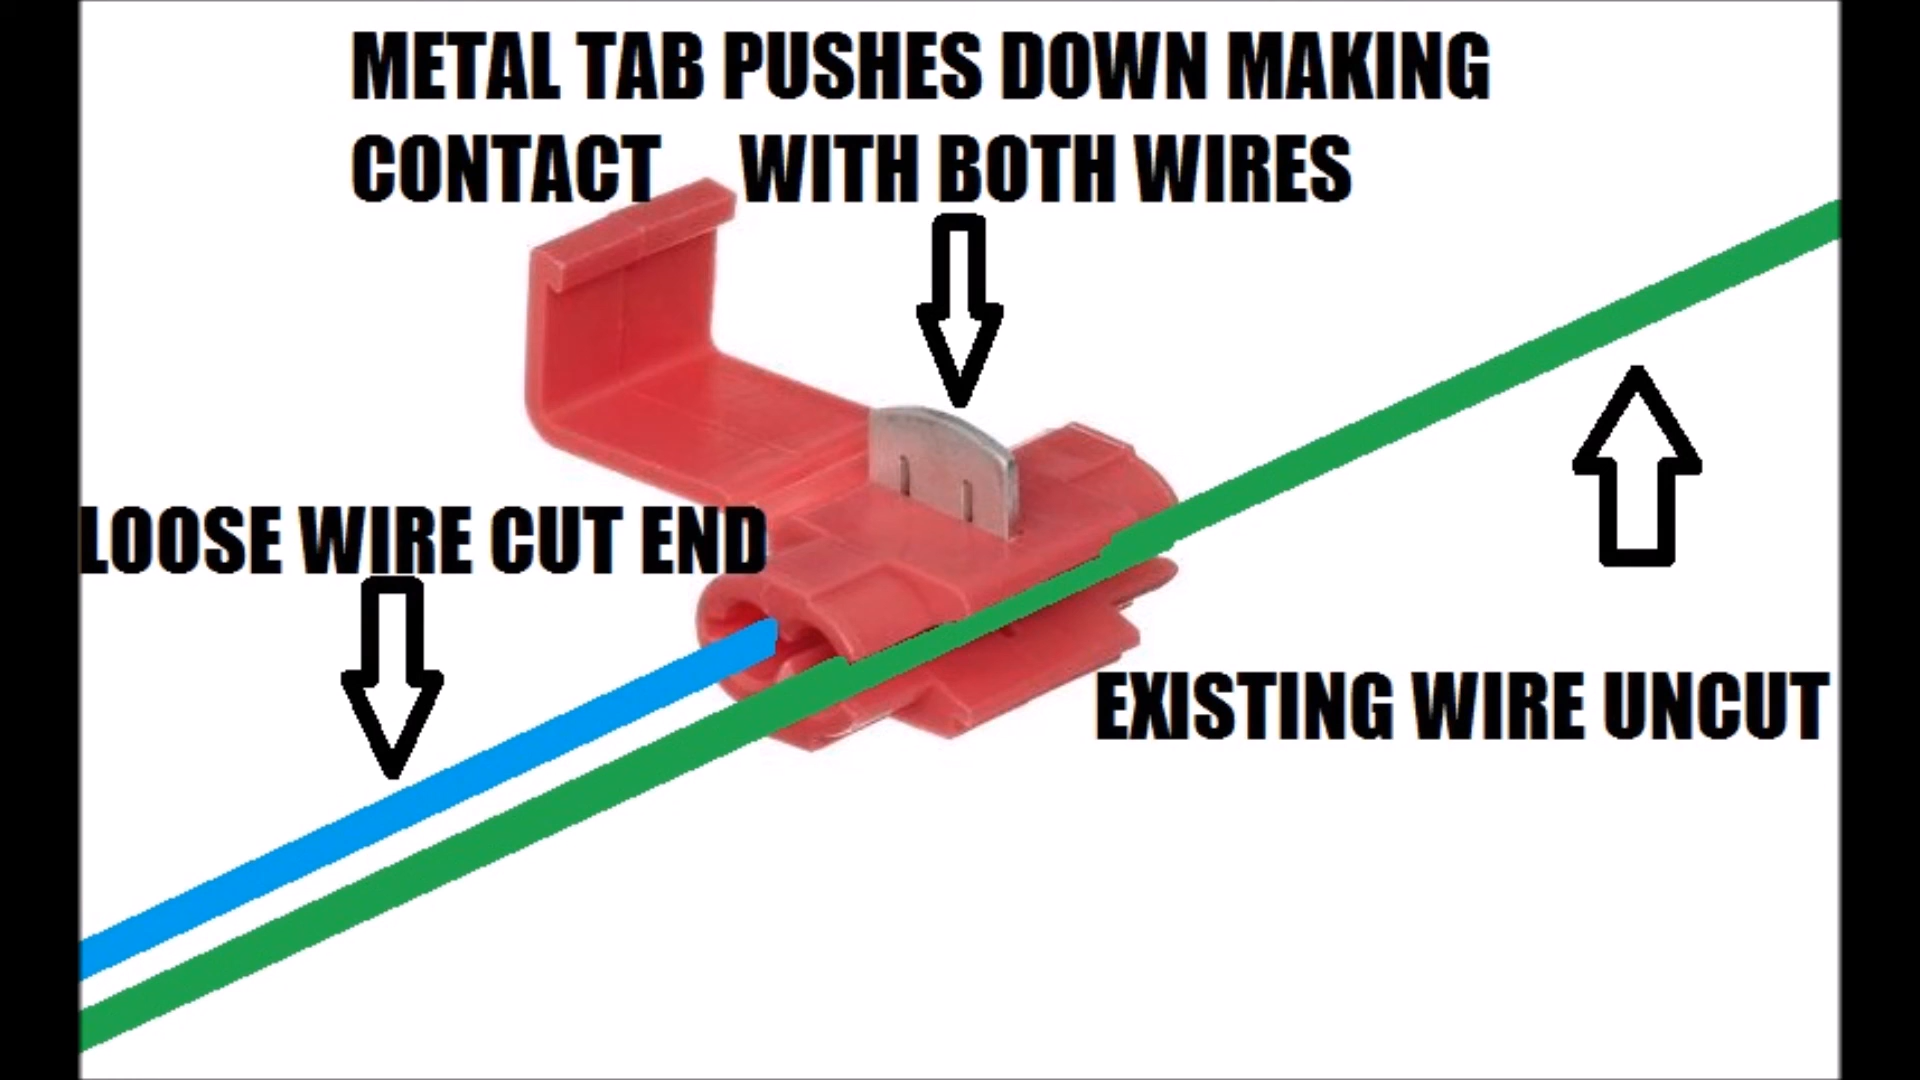 METAL TAB PUSHES DOWN MAKING
CONTACT WITH BOTH WIRES
LOOSE WIRE CUT END
EXISTING WIRE UNCUT